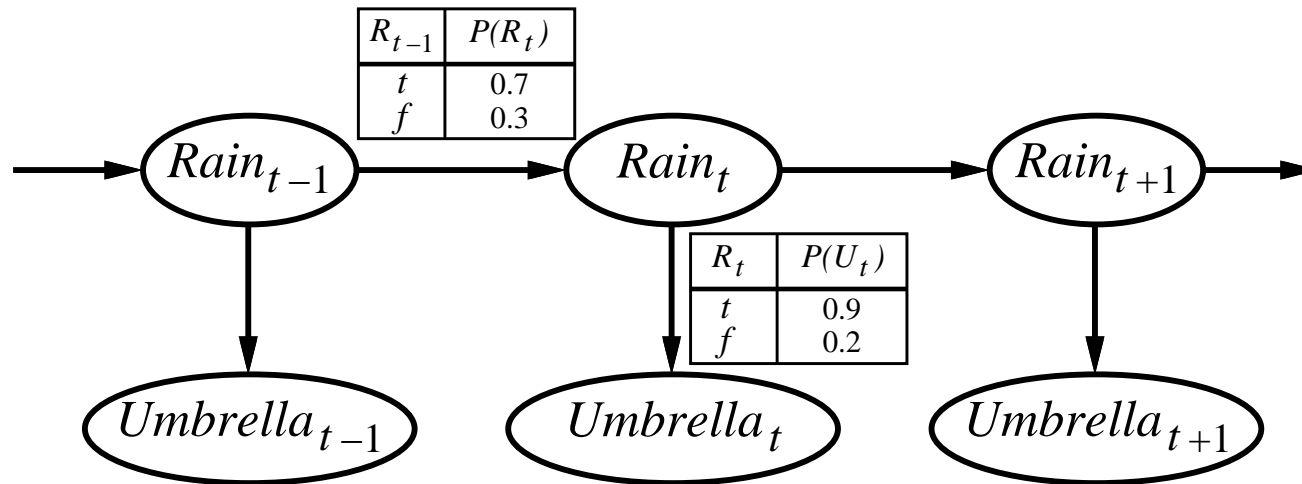 R_{t-1} P(R_t)
t 0.7
f 0.3
Rain_{t-1} Rain_t Rain_{t+1}
R_t P(U_t)
t 0.9
f 0.2
Umbrella_{t-1} Umbrella_t Umbrella_{t+1}